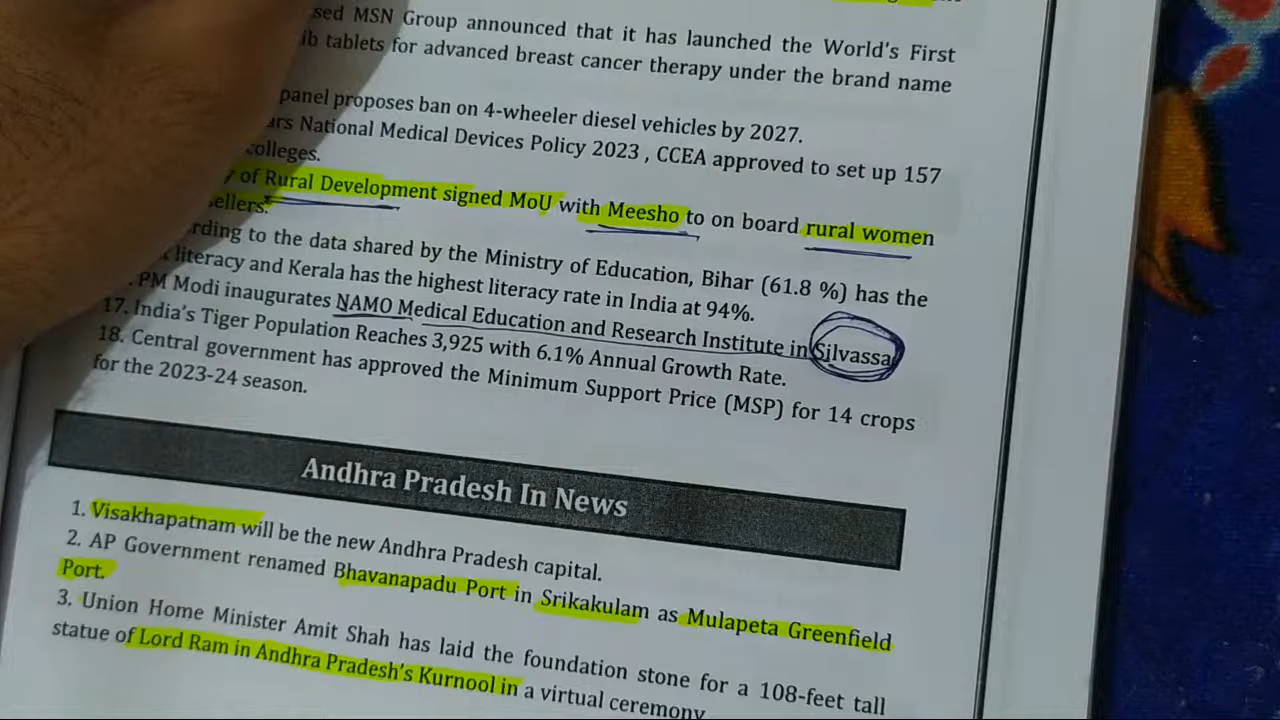 sed MSN Group announced that it has launched the World's First
ib tablets for advanced breast cancer therapy under the brand name
panel proposes ban on 4-wheeler diesel vehicles by 2027.
ars National Medical Devices Policy 2023 , CCEA approved to set up 157
colleges.
y of Rural Development signed MoU with Meesho to on board rural women
sellers.
rding to the data shared by the Ministry of Education, Bihar (61.8 %) has the
literacy and Kerala has the highest literacy rate in India at 94%.
PM Modi inaugurates NAMO Medical Education and Research Institute in Silvassa
17. India's Tiger Population Reaches 3,925 with 6.1% Annual Growth Rate.
18. Central government has approved the Minimum Support Price (MSP) for 14 crops
for the 2023-24 season.
Andhra Pradesh In News
1. Visakhapatnam will be the new Andhra Pradesh capital.
2. AP Government renamed Bhavanapadu Port in Srikakulam as Mulapeta Greenfield
Port.
3. Union Home Minister Amit Shah has laid the foundation stone for a 108-feet tall
statue of Lord Ram in Andhra Pradesh's Kurnool in a virtual ceremony